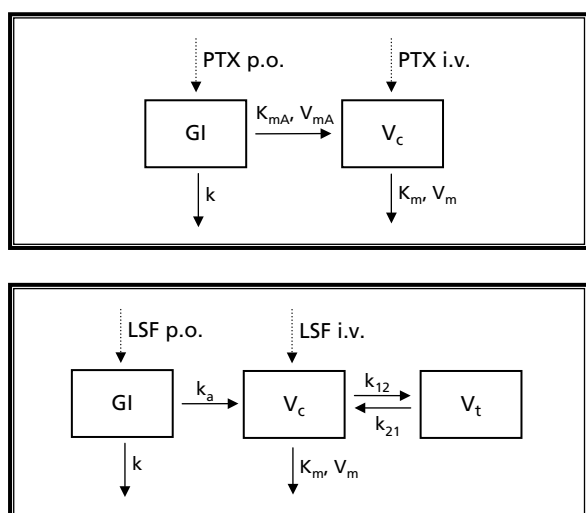 PTX p.o.
PTX i.v.
GI
KmA, VmA
Vc
k
Km, Vm
LSF p.o.
LSF i.v.
GI
ka
Vc
k12
k21
Vt
k
Km, Vm